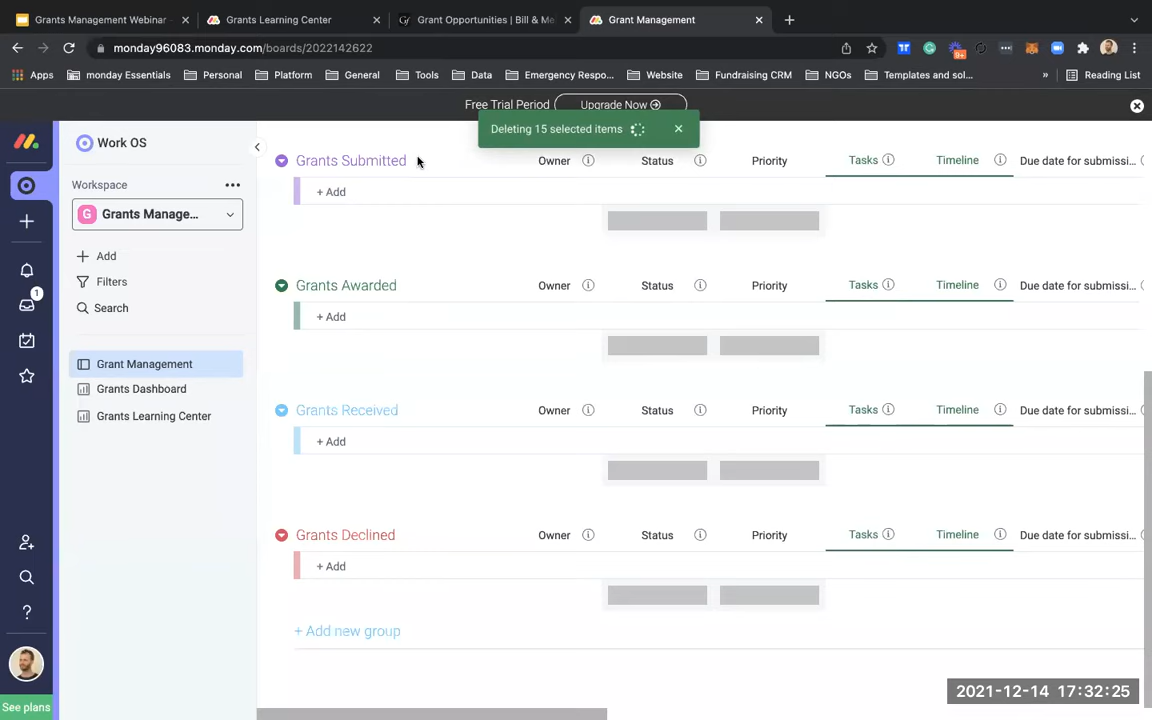 Grants Management Webinar
Grants Learning Center
Grant Opportunities | Bill & Me
Grant Management
monday96083.monday.com/boards/2022142622
Apps
monday Essentials
Personal
Platform
General
Tools
Data
Emergency Respo...
Website
Fundraising CRM
NGOs
Templates and sol...
»
Reading List
Free Trial Period
Upgrade Now
Deleting 15 selected items
Work OS
Workspace
G Grants Manage...
+ Add
Filters
Search
Grant Management
Grants Dashboard
Grants Learning Center
1
See plans
Grants Submitted Owner Status Priority Tasks Timeline Due date for submissi...
+ Add
Grants Awarded Owner Status Priority Tasks Timeline Due date for submissi...
+ Add
Grants Received Owner Status Priority Tasks Timeline Due date for submissi...
+ Add
Grants Declined Owner Status Priority Tasks Timeline Due date for submissi...
+ Add
+ Add new group
2021-12-14 17:32:25